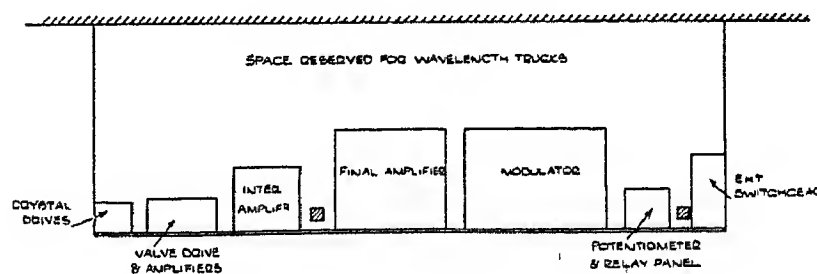 SPACE RESERVED FOR WAVELENGTH TRUCKS
CRYSTAL
DRIVES
VALVE DRIVE
& AMPLIFIERS
INTER
AMPLIFIER
FINAL AMPLIFIER
MODULATOR
POTENTIOMETER
& RELAY PANEL
EHT
SWITCHGEAR